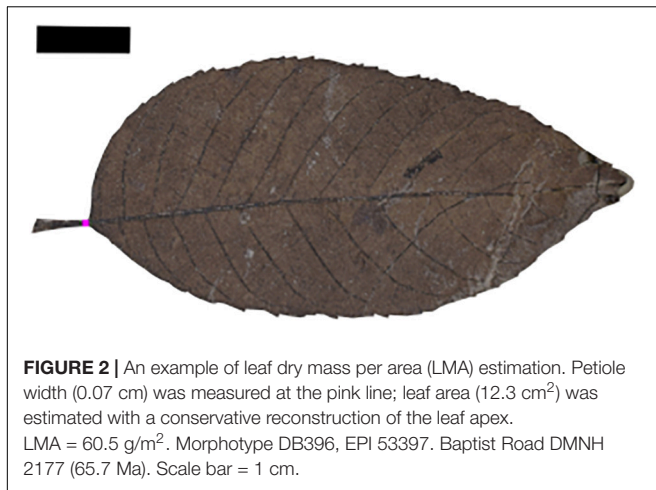 FIGURE 2 | An example of leaf dry mass per area (LMA) estimation. Petiole
width (0.07 cm) was measured at the pink line; leaf area (12.3 cm²) was
estimated with a conservative reconstruction of the leaf apex.
LMA = 60.5 g/m². Morphotype DB396, EPI 53397. Baptist Road DMNH
2177 (65.7 Ma). Scale bar = 1 cm.